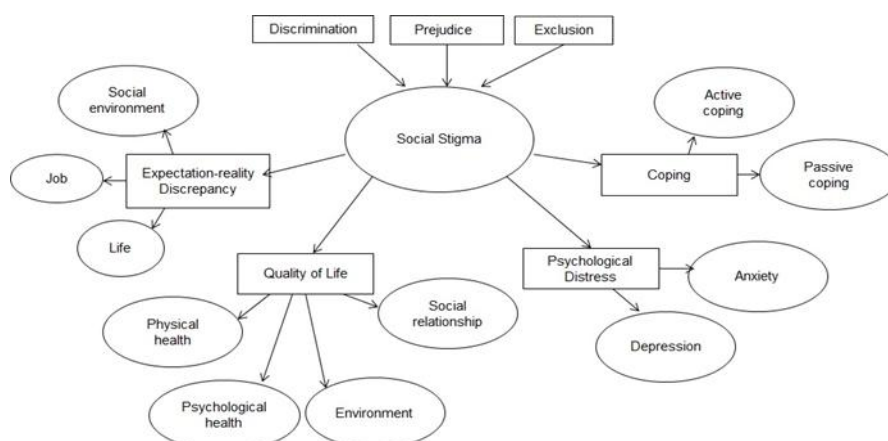 Discrimination
Prejudice
Exclusion
Social
environment
Active
coping
Social Stigma
Job
Expectation-reality
Discrepancy
Coping
Passive
coping
Life
Quality of Life
Psychological
Distress
Anxiety
Physical
health
Social
relationship
Depression
Psychological
health
Environment